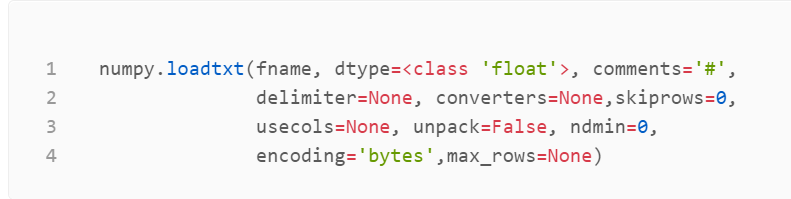 1 numpy.loadtxt(fname, dtype=<class 'float'>, comments='#',
2 delimiter=None, converters=None,skiprows=0,
3 usecols=None, unpack=False, ndmin=0,
4 encoding='bytes',max_rows=None)